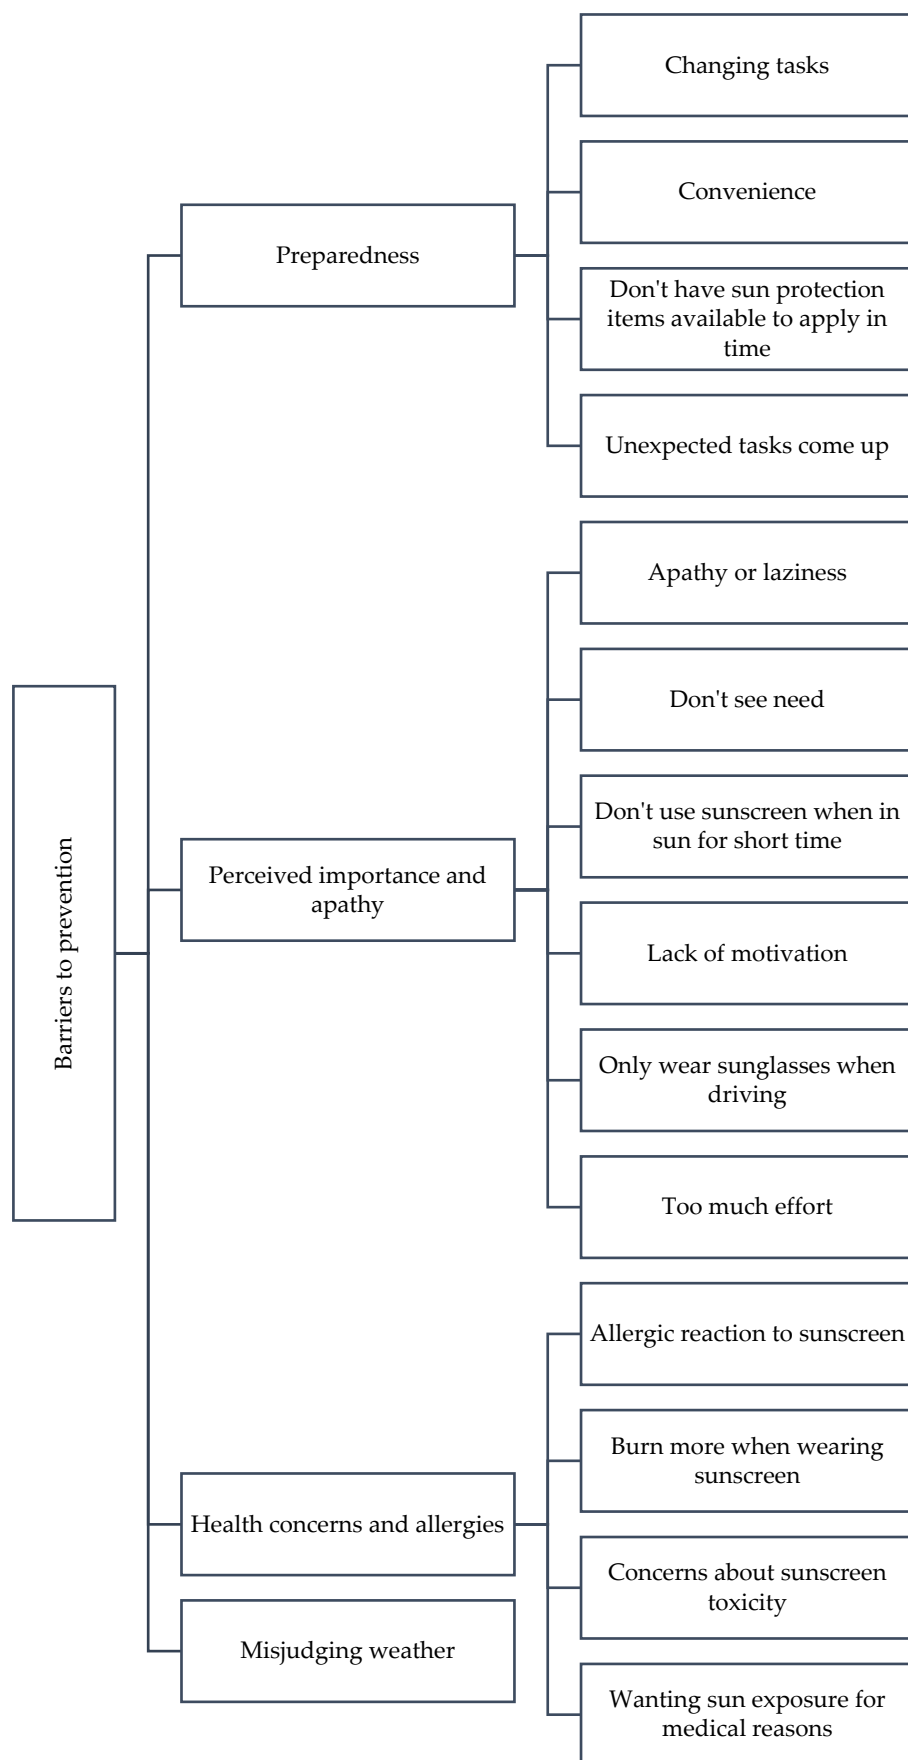 Barriers to prevention
Preparedness
Changing tasks
Convenience
Don't have sun protection
items available to apply in
time
Unexpected tasks come up
Perceived importance and
apathy
Apathy or laziness
Don't see need
Don't use sunscreen when in
sun for short time
Lack of motivation
Only wear sunglasses when
driving
Too much effort
Health concerns and allergies
Allergic reaction to sunscreen
Burn more when wearing
sunscreen
Concerns about sunscreen
toxicity
Wanting sun exposure for
medical reasons
Misjudging weather